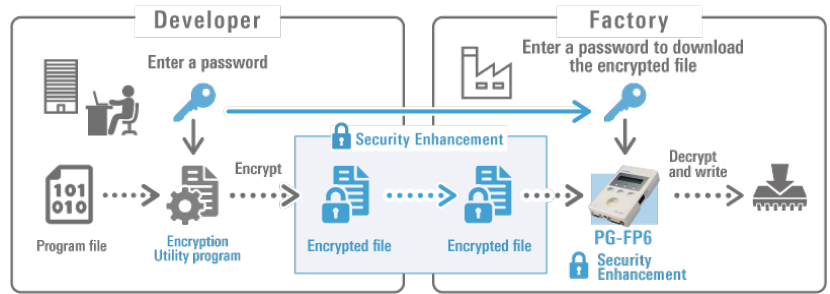 Developer
Factory
Enter a password
Enter a password to download
the encrypted file
Security Enhancement
101
010
Encrypt
Decrypt
and write
Program file
Encryption
Utility program
Encrypted file
Encrypted file
PG-FP6
Security
Enhancement